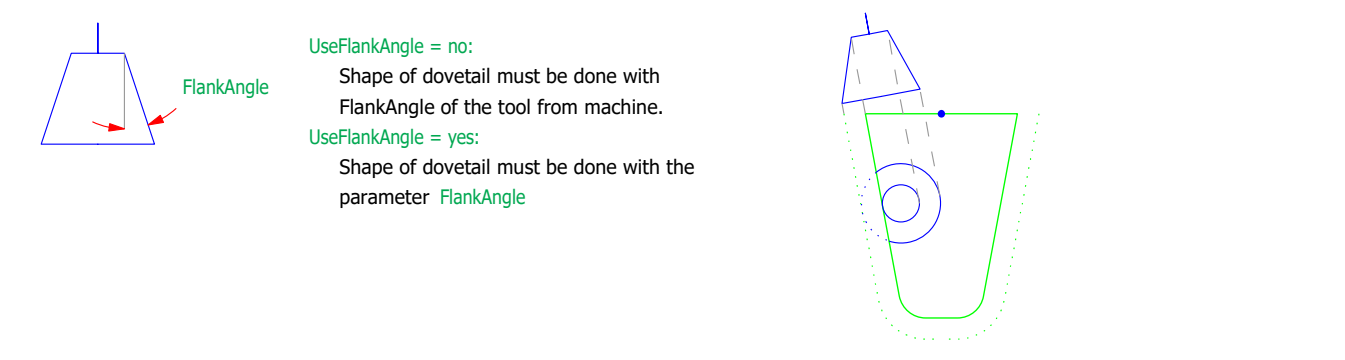 FlankAngle
UseFlankAngle = no:
Shape of dovetail must be done with
FlankAngle of the tool from machine.
UseFlankAngle = yes:
Shape of dovetail must be done with the
parameter FlankAngle